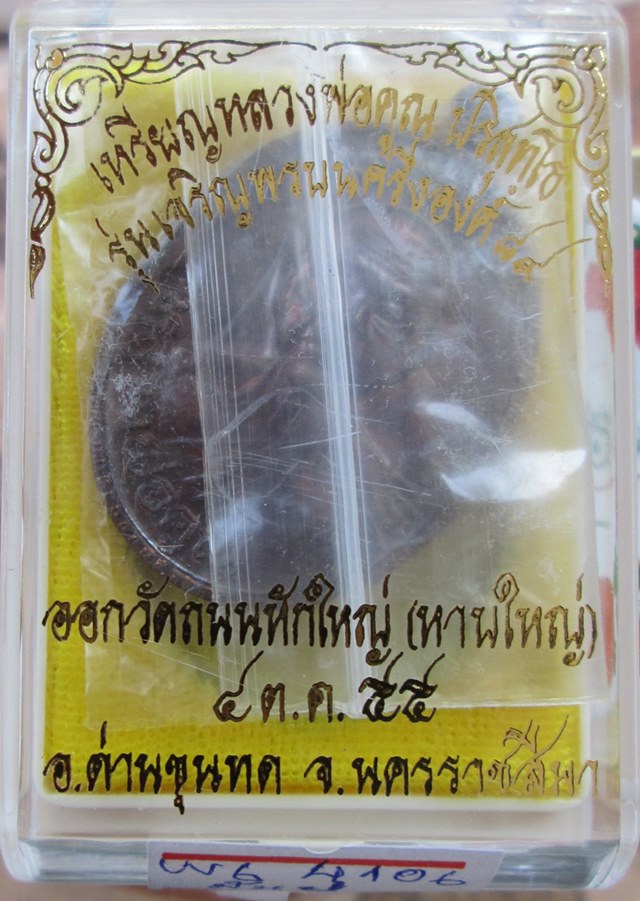 เหรียญหลวงพ่อคูณ ปริสุทโธ
รุ่นเจริญพรบนครึ่งองค์ ๘๙
ออกวัดถนนหักใหญ่ (หาบใหญ่)
๔ ต.ค. ๕๕
อ.ด่านขุนทด จ.นครราชสีมา